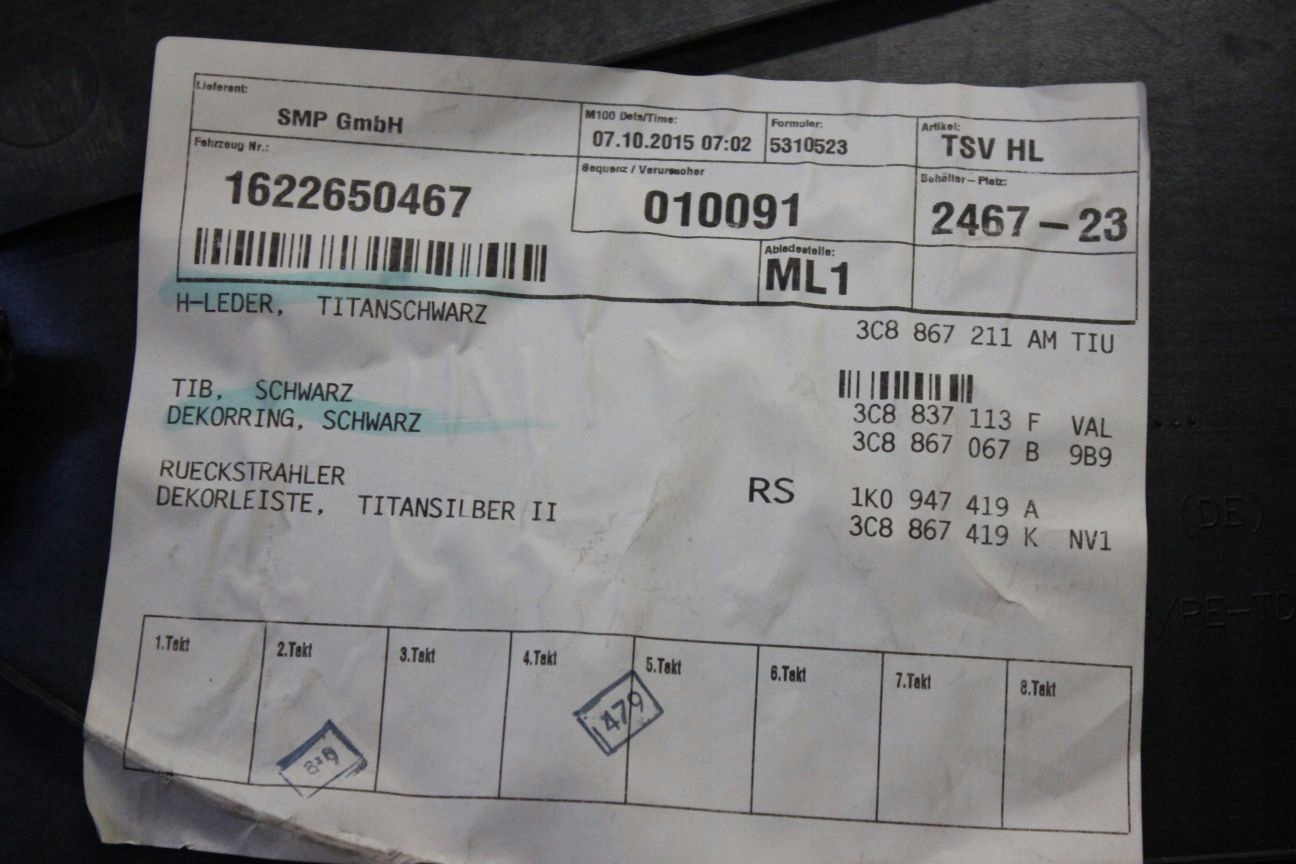 Lieferant:
SMP GmbH
M100 Date/Time:
07.10.2015 07:02
Formular:
5310523
Artikel:
TSV HL
Fahrzeug Nr.:
1622650467
Sequenz / Verursacher
010091
Behälter – Platz:
2467 – 23
Abladestelle:
ML1
H-LEDER, TITANSCHWARZ
3C8 867 211 AM TIU
TIB, SCHWARZ
3C8 837 113 F VAL
DEKORRING, SCHWARZ
3C8 867 067 B 9B9
RUECKSTRAHLER
RS 1K0 947 419 A
DEKORLEISTE, TITANSILBER II
3C8 867 419 K NV1
1.Takt
2.Takt
3.Takt
4.Takt
5.Takt
6.Takt
7.Takt
8.Takt
479
(DE)
/PE-TD